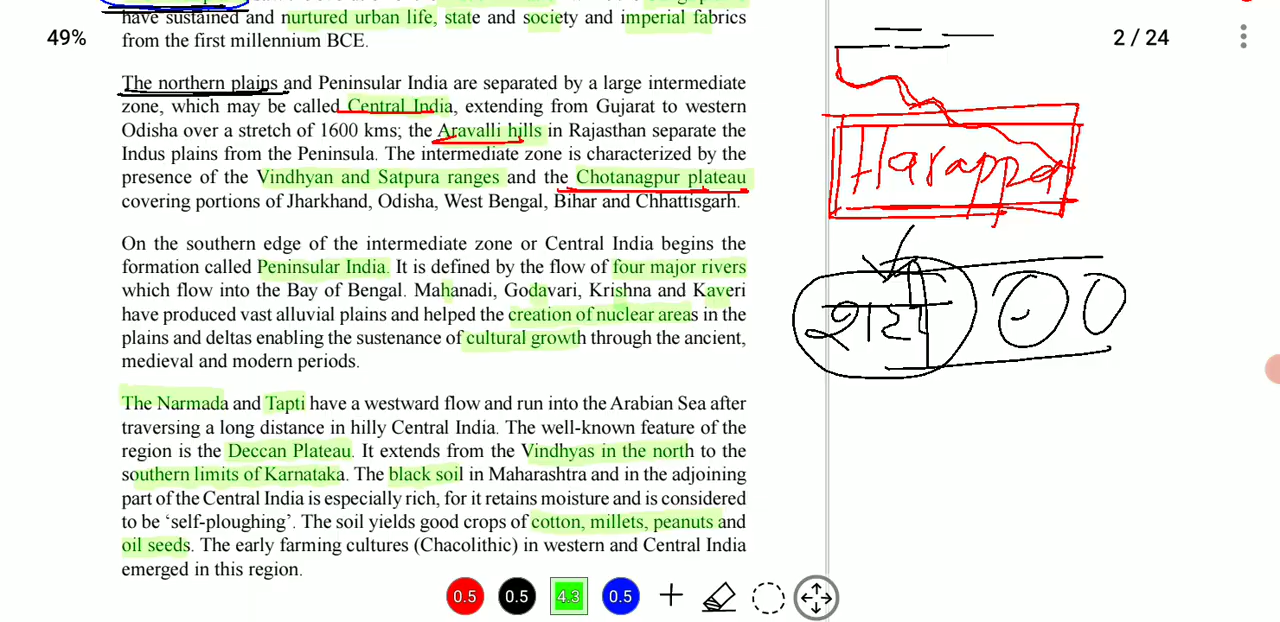 have sustained and nurtured urban life, state and society and imperial fabrics
49%
from the first millennium BCE.
2 / 24
The northern plains and Peninsular India are separated by a large intermediate
zone, which may be called Central India, extending from Gujarat to western
Odisha over a stretch of 1600 kms; the Aravalli hills in Rajasthan separate the
Indus plains from the Peninsula. The intermediate zone is characterized by the
presence of the Vindhyan and Satpura ranges and the Chotanagpur plateau
covering portions of Jharkhand, Odisha, West Bengal, Bihar and Chhattisgarh.
Harappa
On the southern edge of the intermediate zone or Central India begins the
formation called Peninsular India. It is defined by the flow of four major rivers
which flow into the Bay of Bengal. Mahanadi, Godavari, Krishna and Kaveri
have produced vast alluvial plains and helped the creation of nuclear areas in the
plains and deltas enabling the sustenance of cultural growth through the ancient,
medieval and modern periods.
The Narmada and Tapti have a westward flow and run into the Arabian Sea after
traversing a long distance in hilly Central India. The well-known feature of the
region is the Deccan Plateau. It extends from the Vindhyas in the north to the
southern limits of Karnataka. The black soil in Maharashtra and in the adjoining
part of the Central India is especially rich, for it retains moisture and is considered
to be ‘self-ploughing’. The soil yields good crops of cotton, millets, peanuts and
oil seeds. The early farming cultures (Chacolithic) in western and Central India
emerged in this region.
0.5 0.5 4.3 0.5